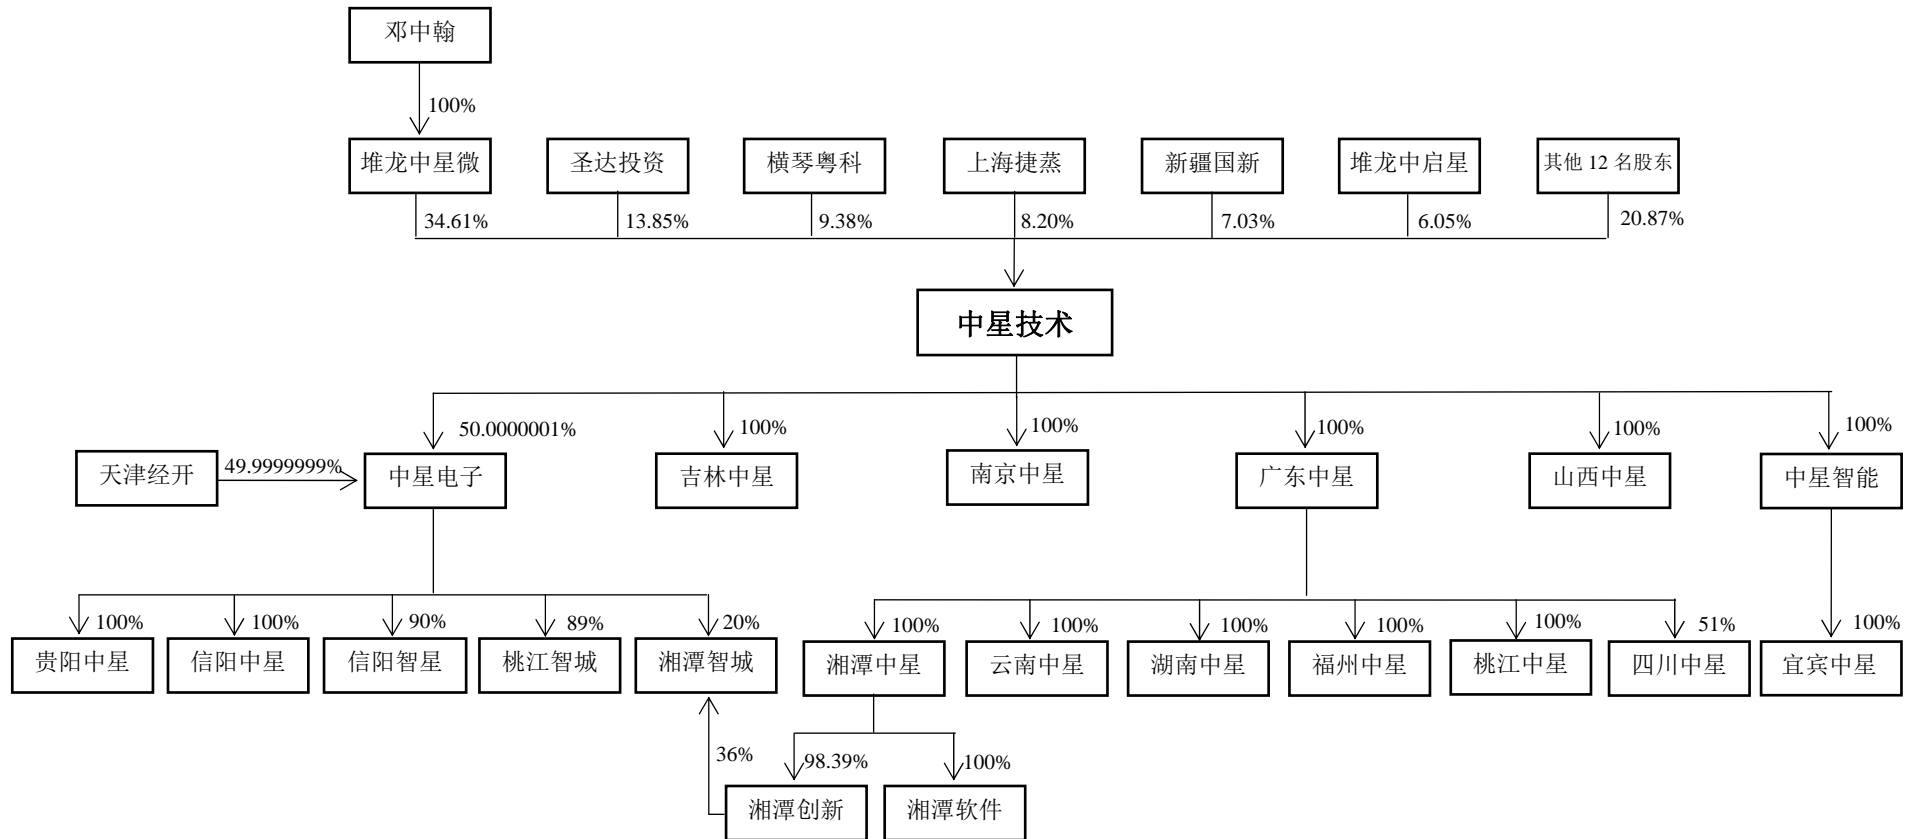 邓中翰
100%
堆龙中星微
圣达投资
横琴粤科
上海捷蒸
新疆国新
堆龙中启星
其他 12 名股东
34.61%
13.85%
9.38%
8.20%
7.03%
6.05%
20.87%
中星技术
50.0000001%
100%
100%
100%
100%
100%
天津经开
49.9999999%
中星电子
吉林中星
南京中星
广东中星
山西中星
中星智能
100%
100%
90%
89%
20%
100%
100%
100%
100%
100%
51%
100%
贵阳中星
信阳中星
信阳智星
桃江智城
湘潭智城
湘潭中星
云南中星
湖南中星
福州中星
桃江中星
四川中星
宜宾中星
36%
98.39%
100%
湘潭创新
湘潭软件